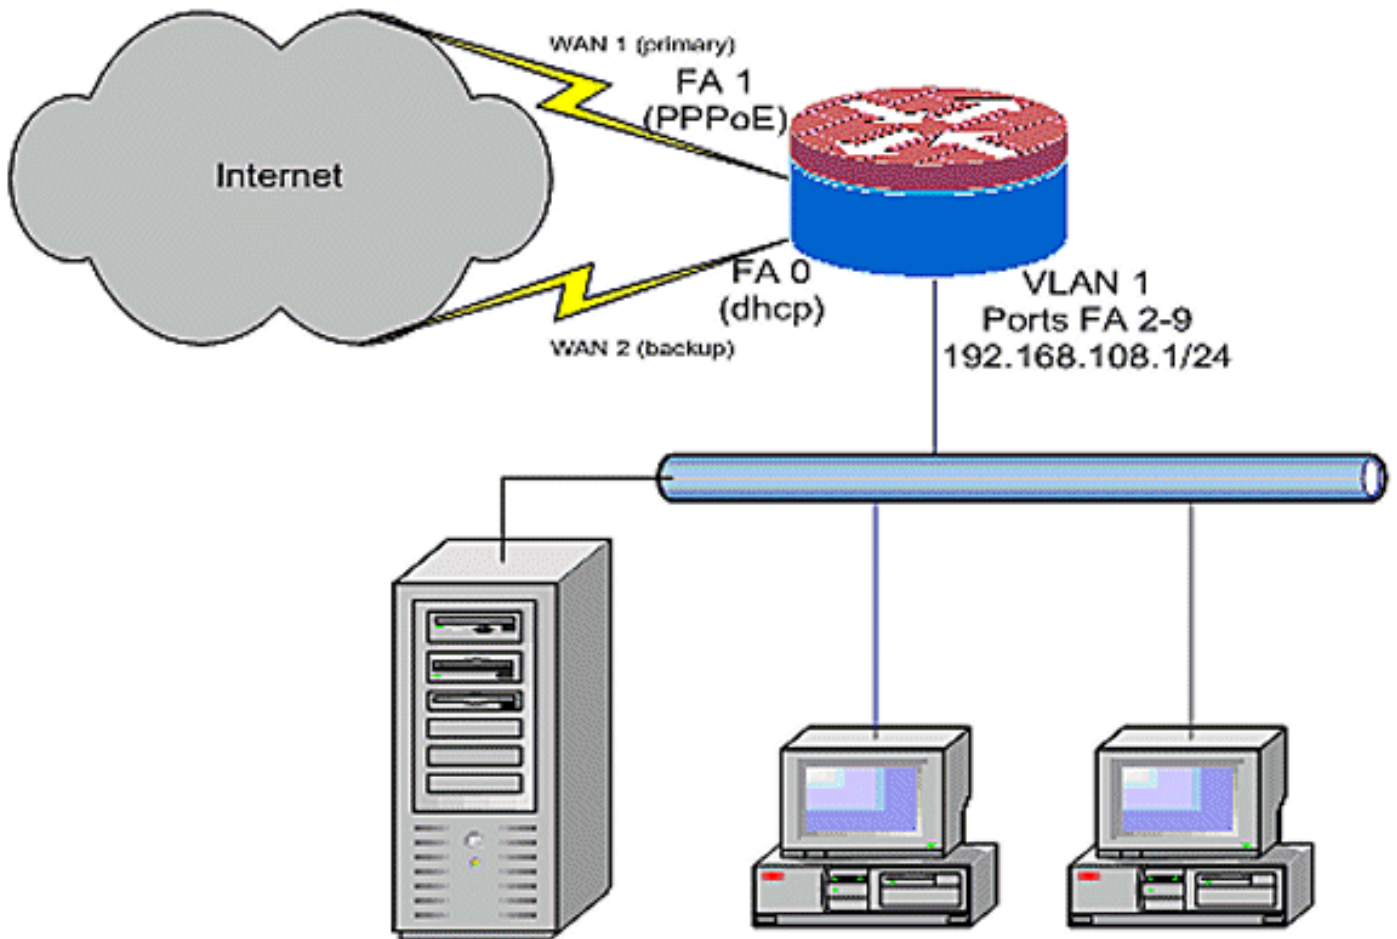 WAN 1 (primary)
FA 1
(PPPoE)
Internet
FA 0
(dhcp)
WAN 2 (backup)
VLAN 1
Ports FA 2-9
192.168.108.1/24